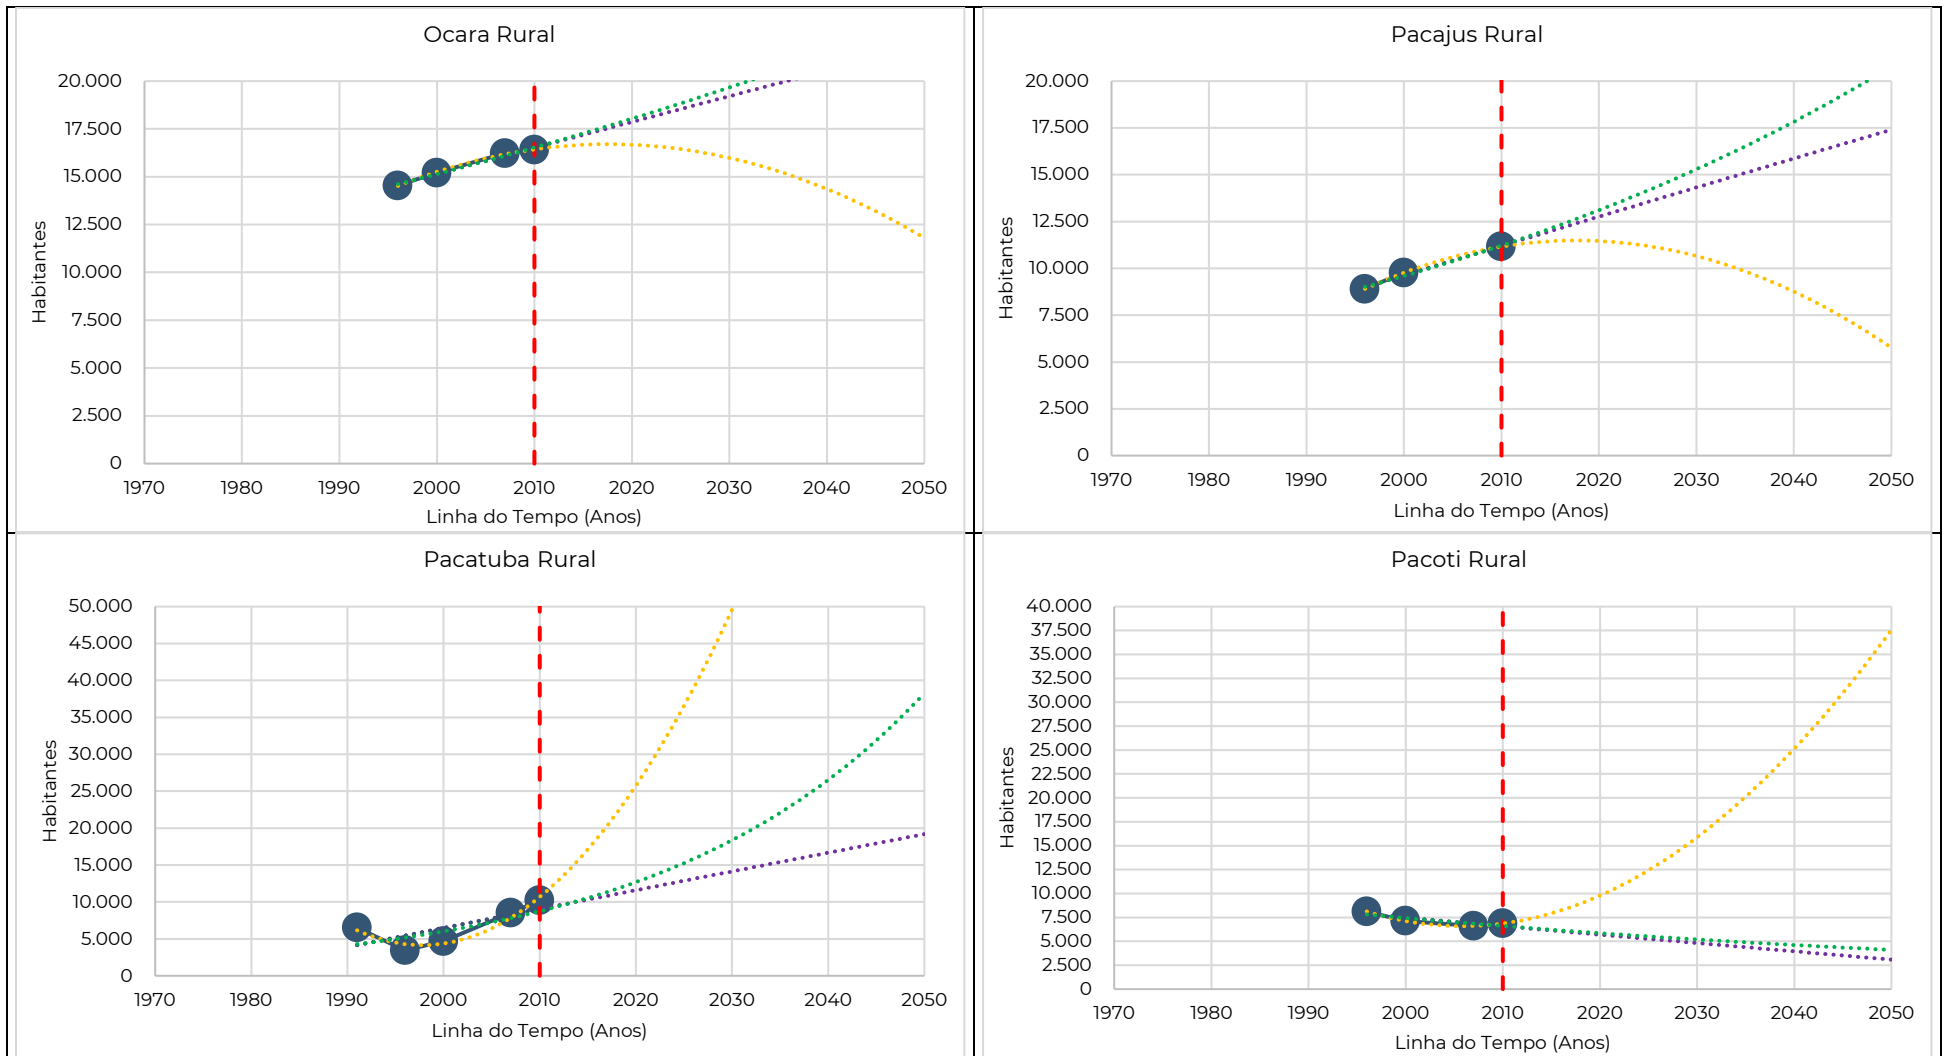 Ocara Rural
20.000
17.500
15.000
12.500
10.000
7.500
5.000
2.500
0
Habitantes
1970 1980 1990 2000 2010 2020 2030 2040 2050
Linha do Tempo (Anos)
Pacajus Rural
20.000
17.500
15.000
12.500
10.000
7.500
5.000
2.500
0
Habitantes
1970 1980 1990 2000 2010 2020 2030 2040 2050
Linha do Tempo (Anos)
Pacatuba Rural
50.000
45.000
40.000
35.000
30.000
25.000
20.000
15.000
10.000
5.000
0
Habitantes
1970 1980 1990 2000 2010 2020 2030 2040 2050
Linha do Tempo (Anos)
Pacoti Rural
40.000
37.500
35.000
32.500
30.000
27.500
25.000
22.500
20.000
17.500
15.000
12.500
10.000
7.500
5.000
2.500
0
Habitantes
1970 1980 1990 2000 2010 2020 2030 2040 2050
Linha do Tempo (Anos)